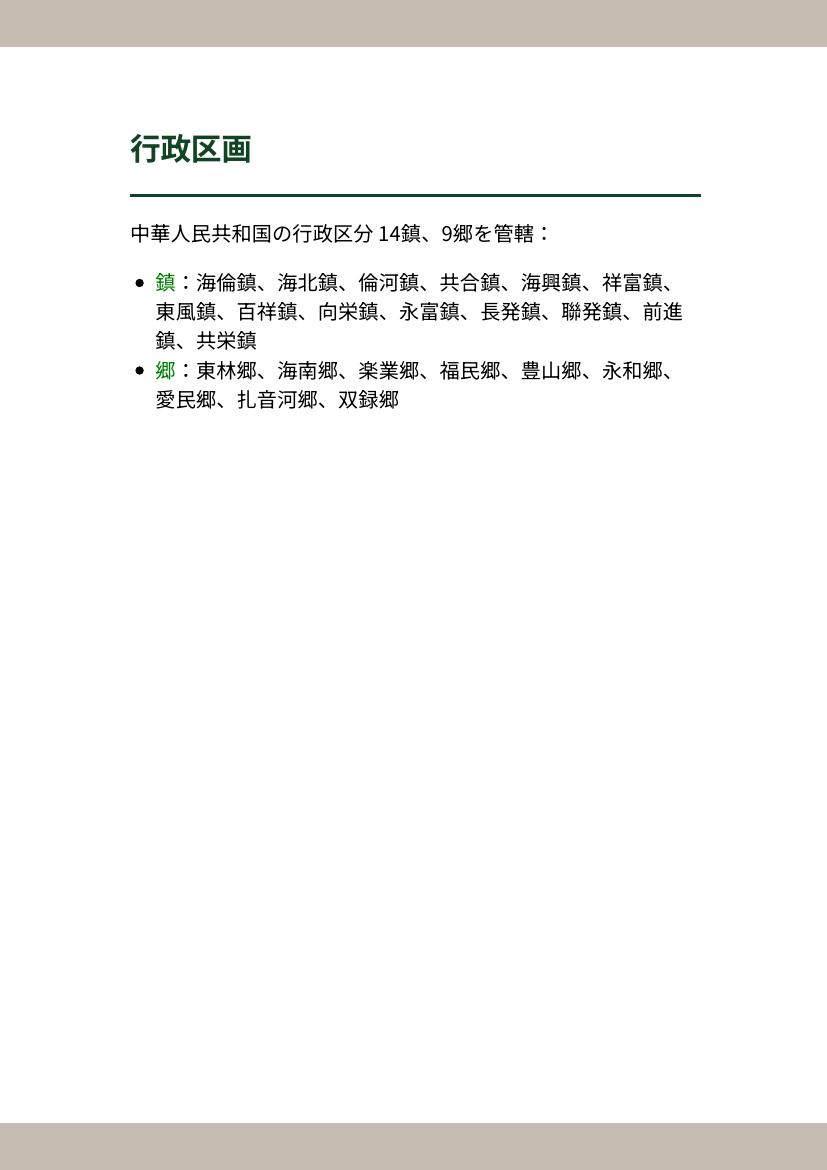 行政区画
中華人民共和国の行政区分 14鎮、9郷を管轄：
• 鎮：海倫鎮、海北鎮、倫河鎮、共合鎮、海興鎮、祥富鎮、
東風鎮、百祥鎮、向栄鎮、永富鎮、長発鎮、聯発鎮、前進
鎮、共栄鎮
• 郷：東林郷、海南郷、楽業郷、福民郷、豊山郷、永和郷、
愛民郷、扎音河郷、双録郷